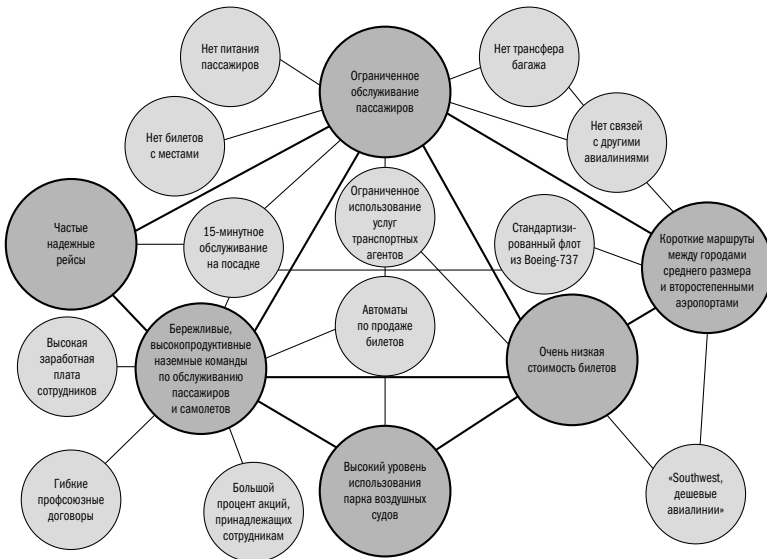 Нет питания
пассажиров
Ограниченное
обслуживание
пассажиров
Нет трансфера
багажа
Нет билетов
с местами
Нет связей
с другими
авиалиниями
Частые
надежные
рейсы
15-минутное
обслуживание
на посадке
Ограниченное
использование
услуг
транспортных
агентов
Стандартизи-
рованный флот
из Boeing-737
Короткие маршруты
между городами
среднего размера
и второстепенными
аэропортами
Высокая
заработная
плата
сотрудников
Бережливые,
высокопродуктивные
наземные команды
по обслуживанию
пассажиров
и самолетов
Автоматы
по продаже
билетов
Очень низкая
стоимость билетов
Гибкие
профсоюзные
договоры
Большой
процент акций,
принадлежащих
сотрудникам
Высокий уровень
использования
парка воздушных
судов
«Southwest,
дешевые
авиалинии»